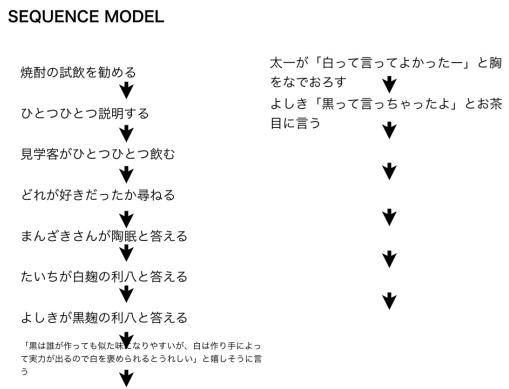 SEQUENCE MODEL
焼酎の試飲を勧める
ひとつひとつ説明する
見学客がひとつひとつ飲む
どれが好きだったか尋ねる
まんざきさんが陶眠と答える
たいちが白麹の利八と答える
よしきが黒麹の利八と答える
「黒は誰が作っても似た味になりやすいが、白は作り手によっ
て実力が出るので白を褒められるとうれしい」と嬉しそうに言
う
太一が「白って言ってよかったー」と胸
をなでおろす
よしき「黒って言っちゃったよ」とお茶
目に言う